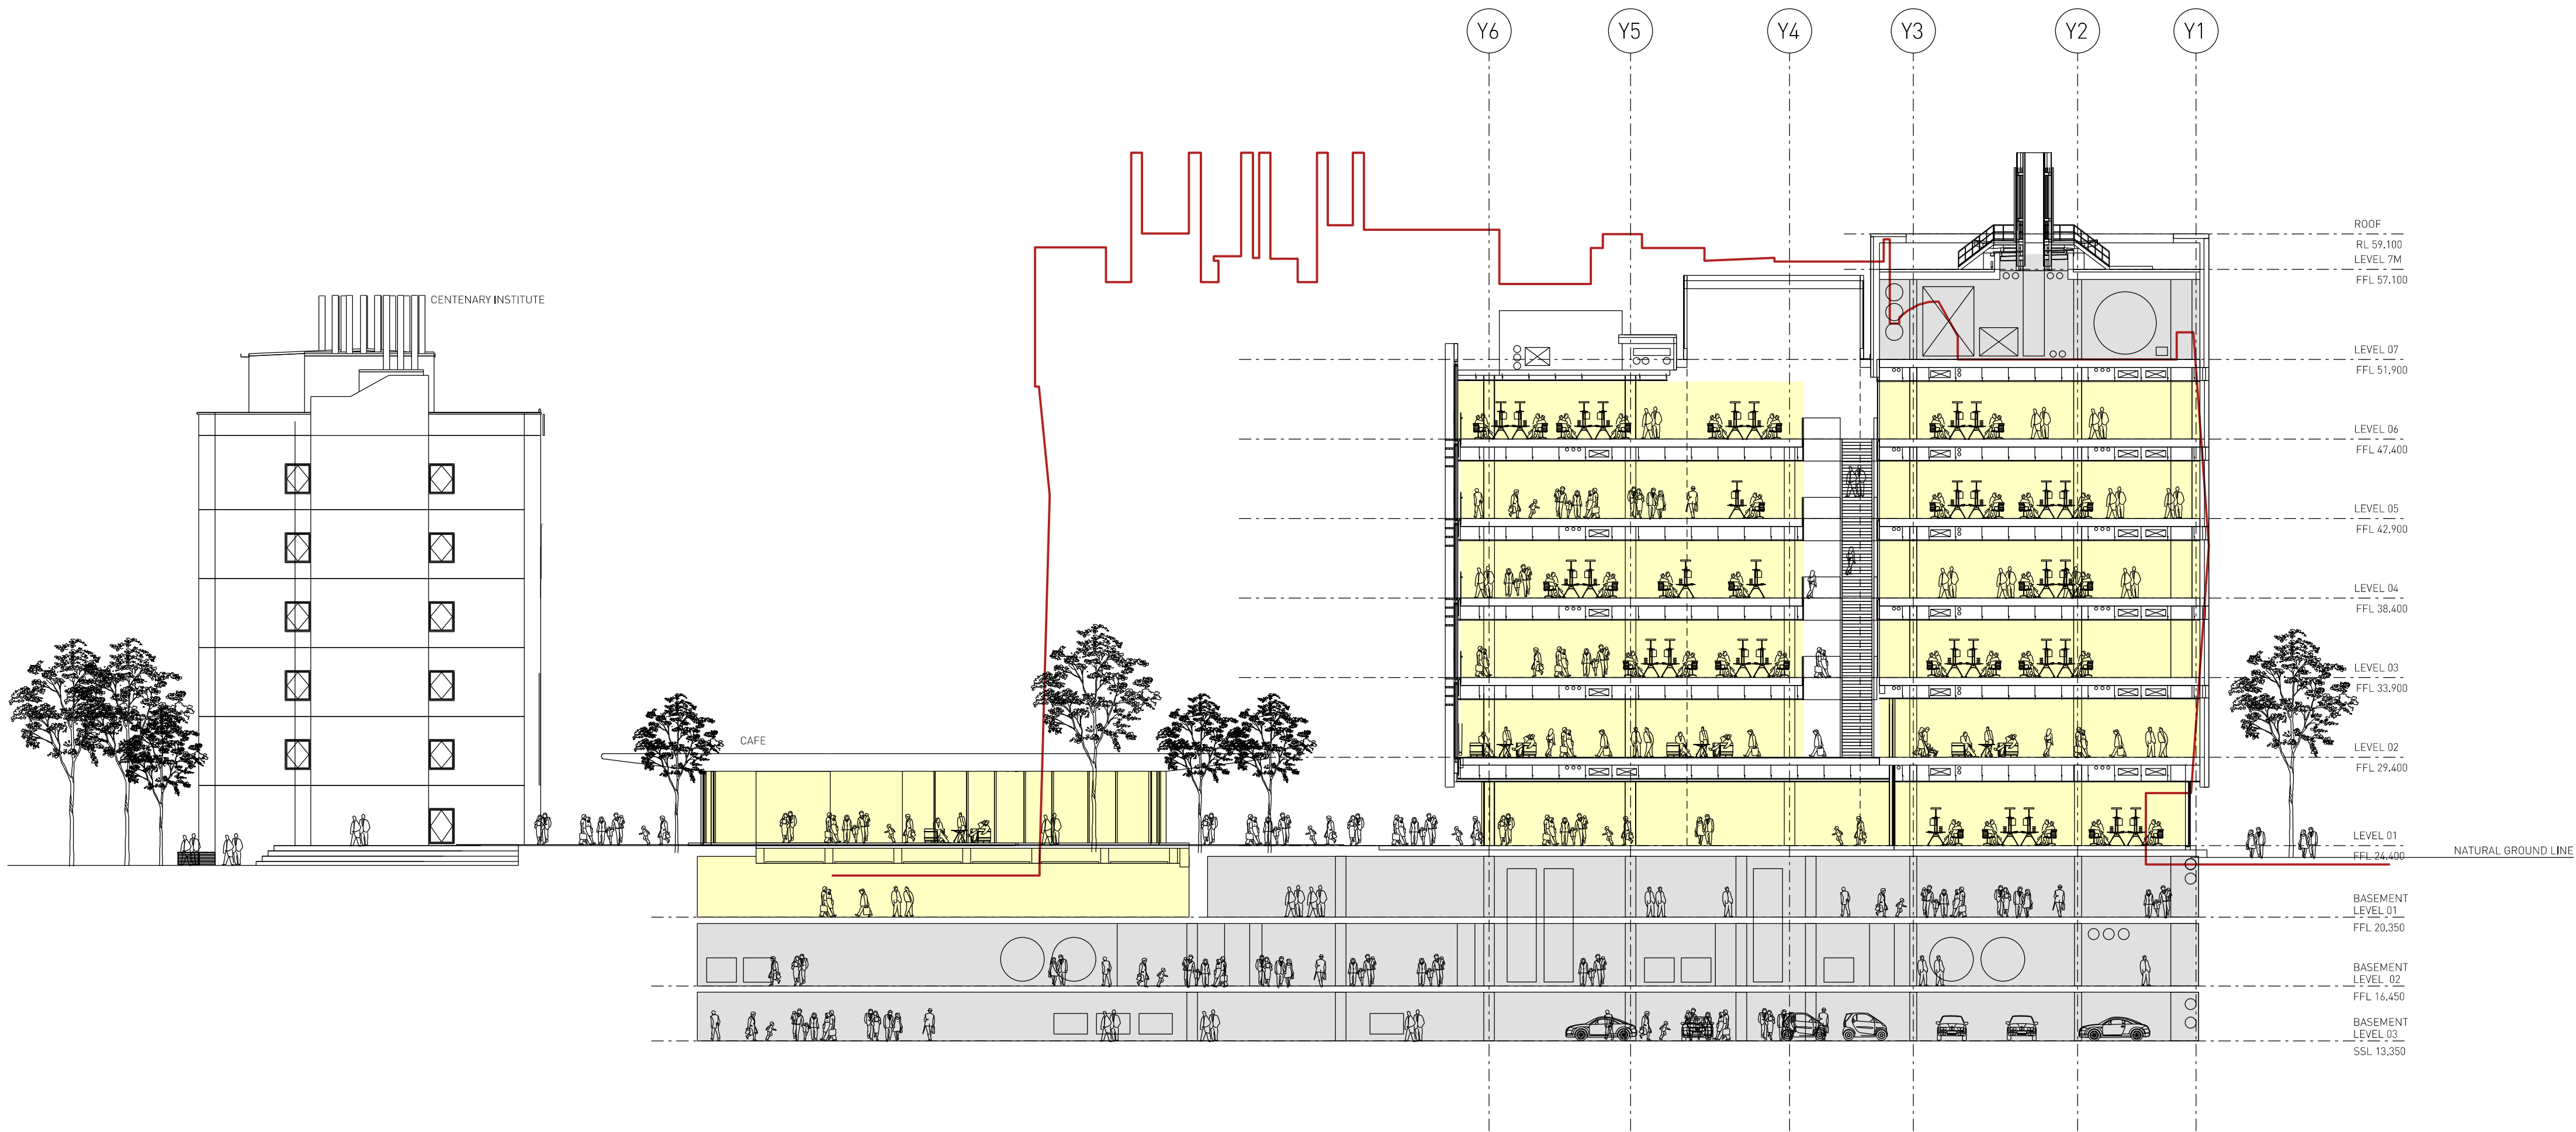 Y6 Y5 Y4 Y3 Y2 Y1
ROOF
RL 59.100
LEVEL 7M
FFL 57.100
CENTENARY INSTITUTE
LEVEL 07
FFL 51.900
LEVEL 06
FFL 47.400
LEVEL 05
FFL 42.900
LEVEL 04
FFL 38.400
LEVEL 03
FFL 33.900
CAFE
LEVEL 02
FFL 29.400
LEVEL 01
FFL 24.400
NATURAL GROUND LINE
BASEMENT
LEVEL 01
FFL 20.350
BASEMENT
LEVEL 02
FFL 16,450
BASEMENT
LEVEL 03
SSL 13,350